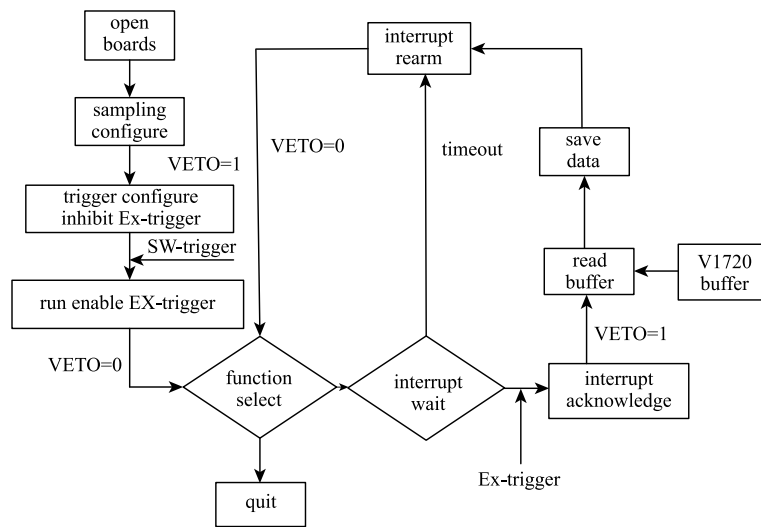 open
boards
sampling
configure
VETO=1
trigger configure
inhibit Ex-trigger
SW-trigger
run enable EX-trigger
VETO=0
function
select
quit
interrupt
rearm
VETO=0
timeout
interrupt
wait
Ex-trigger
interrupt
acknowledge
VETO=1
read
buffer
V1720
buffer
save
data